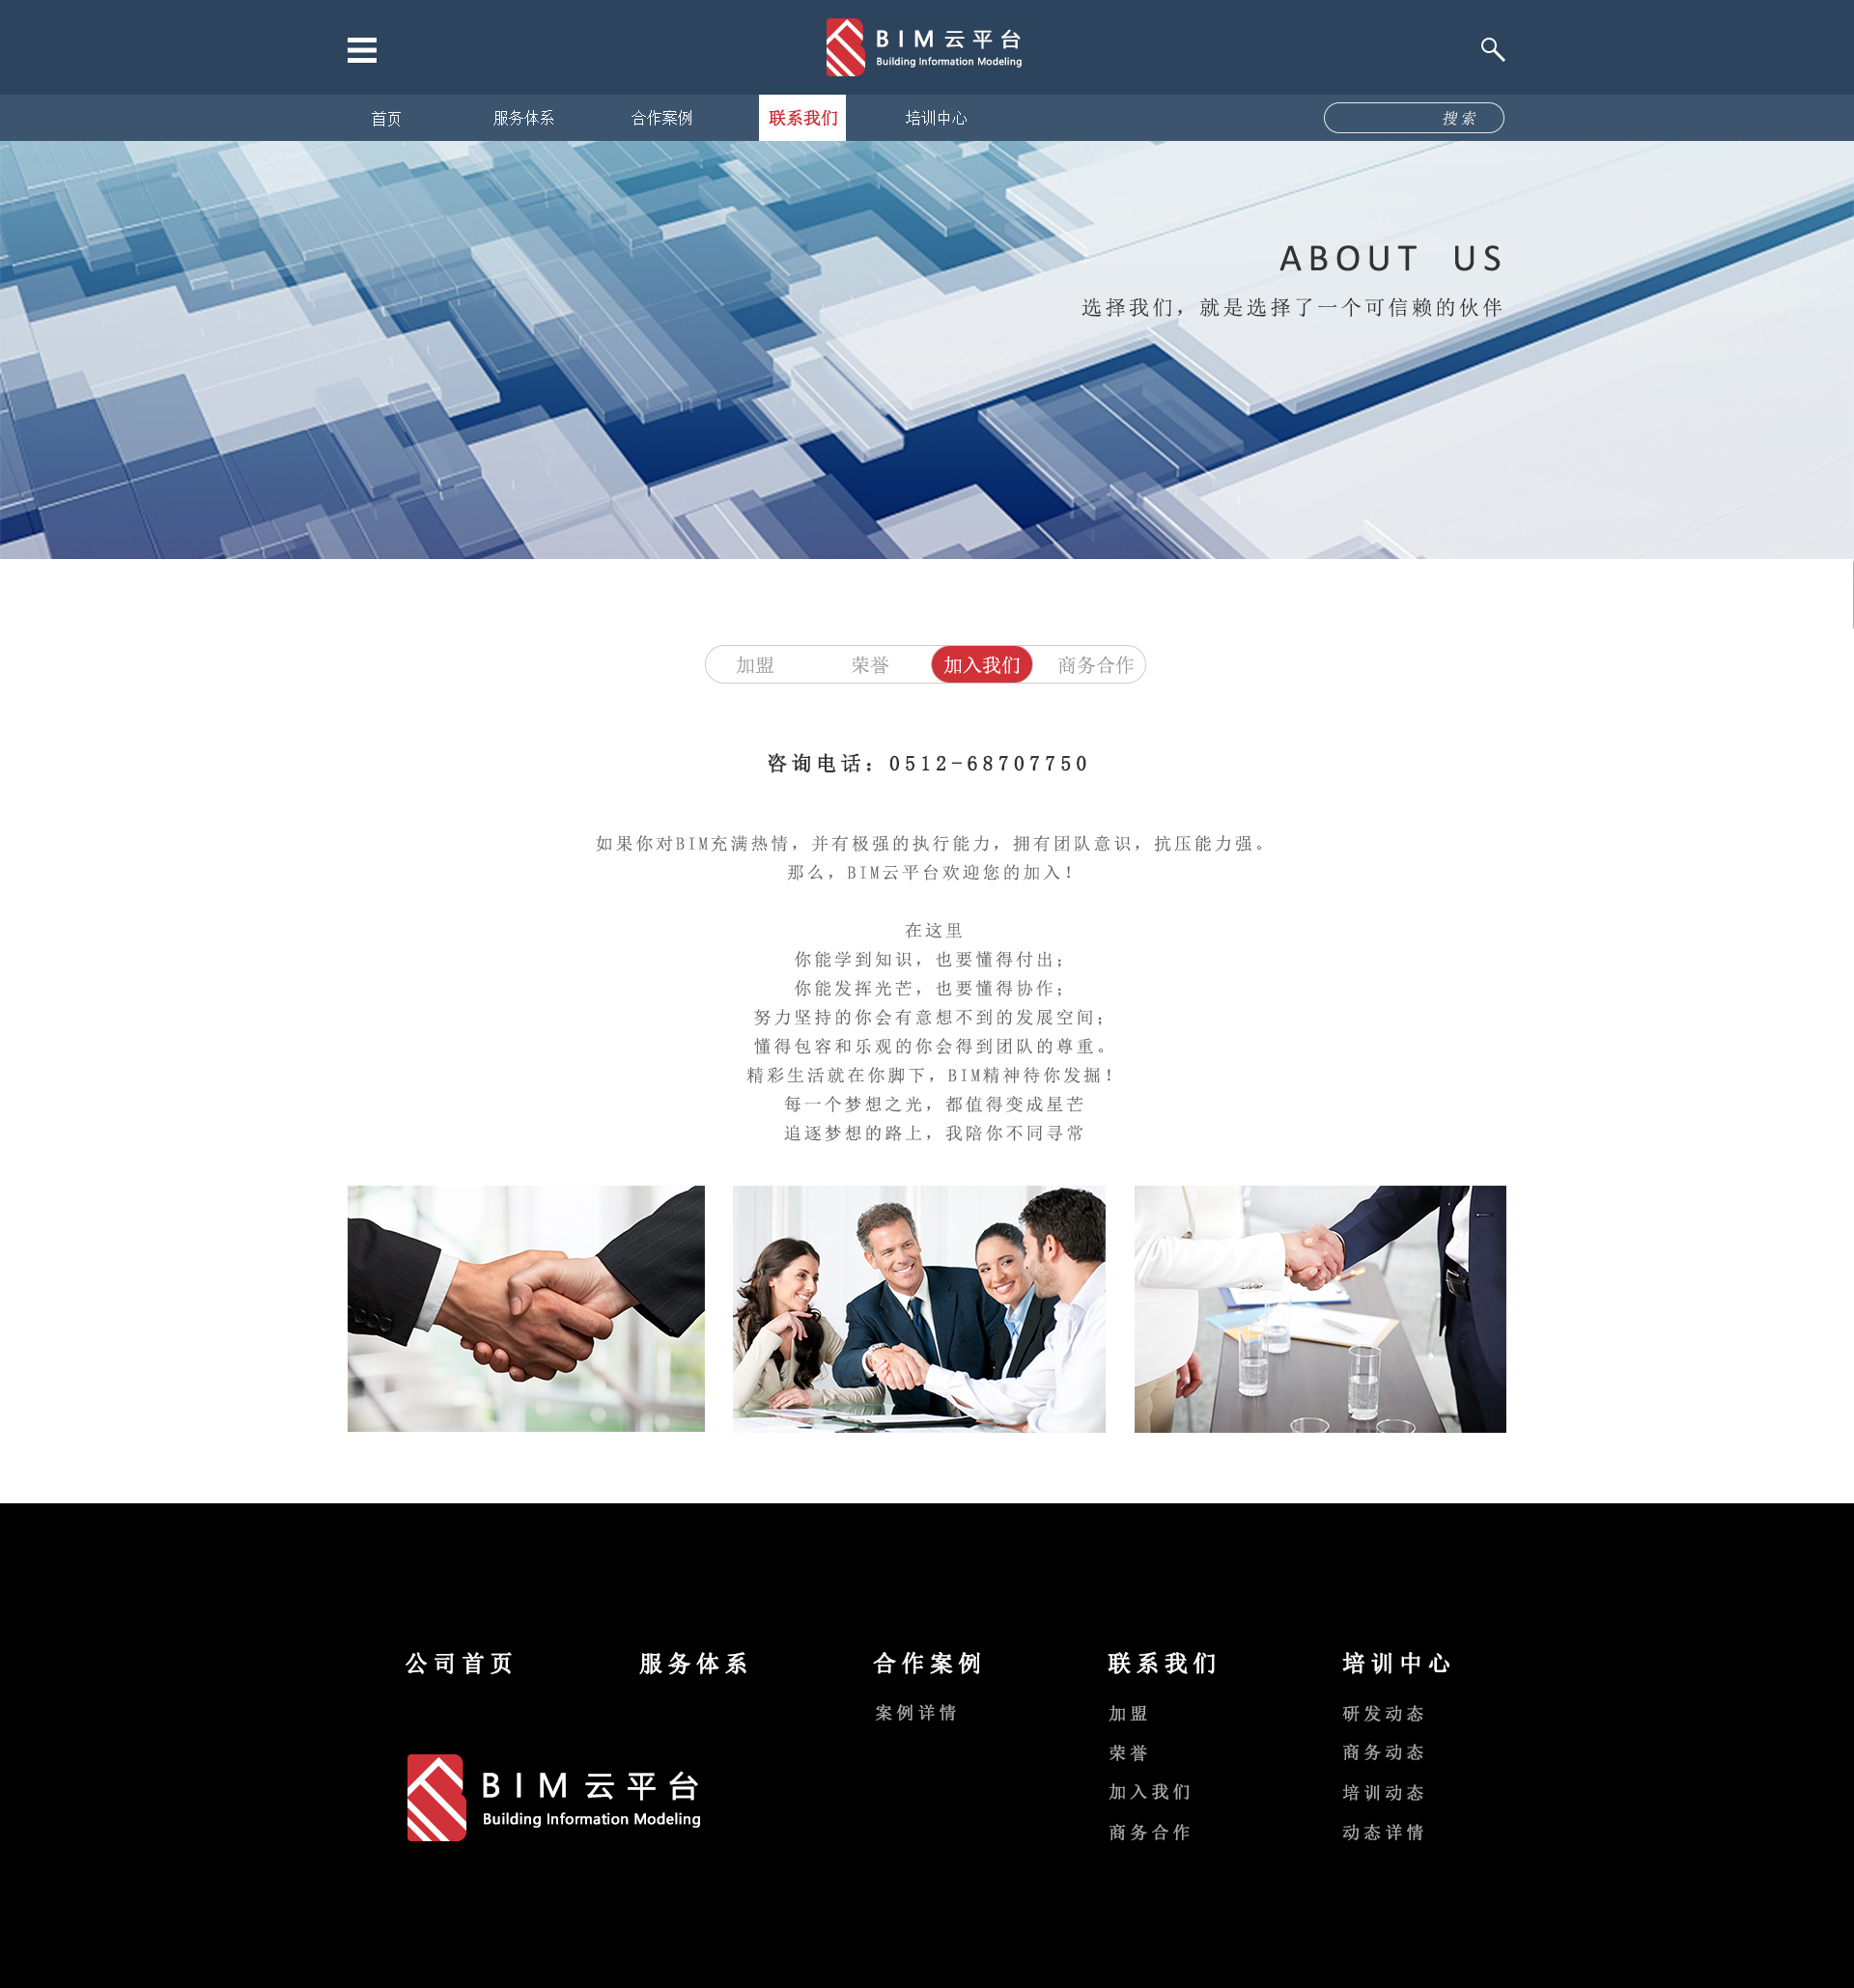 BIM云平台
Building Information Modeling
首页 服务体系 合作案例 联系我们 培训中心 搜索
ABOUT US
选择我们，就是选择了一个可信赖的伙伴
加盟 荣誉 加入我们 商务合作
咨询电话：0512-68707750
如果你对BIM充满热情，并有极强的执行能力，拥有团队意识，抗压能力强。
那么，BIM云平台欢迎您的加入！
在这里
你能学到知识，也要懂得付出；
你能发挥光芒，也要懂得协作；
努力坚持的你会有意想不到的发展空间；
懂得包容和乐观的你会得到团队的尊重。
精彩生活就在你脚下，BIM精神待你发掘！
每一个梦想之光，都值得变成星芒
追逐梦想的路上，我陪你不同寻常
公司首页 服务体系 合作案例 联系我们 培训中心
案例详情 加盟 研发动态
荣誉 商务动态
加入我们 培训动态
商务合作 动态详情
BIM云平台
Building Information Modeling